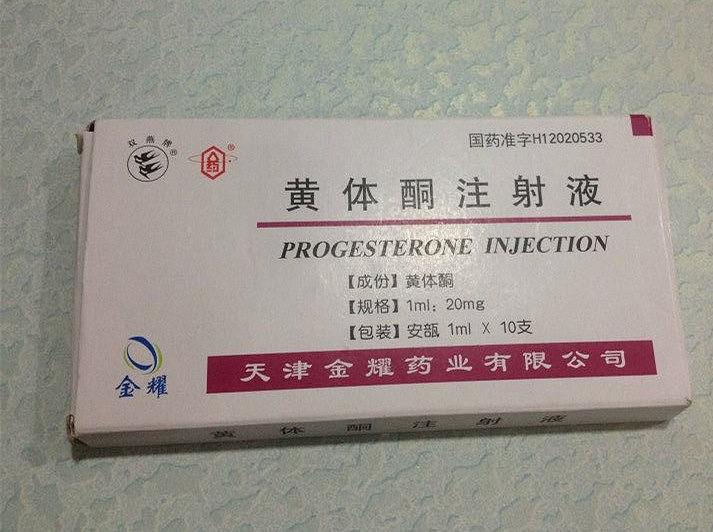 国药准字H12020533
双燕牌®
药®
黄体酮注射液
PROGESTERONE INJECTION
【成份】黄体酮
【规格】1ml:20mg
【包装】安瓿 1ml X 10支
金耀
天津金耀药业有限公司
黄体酮注射液